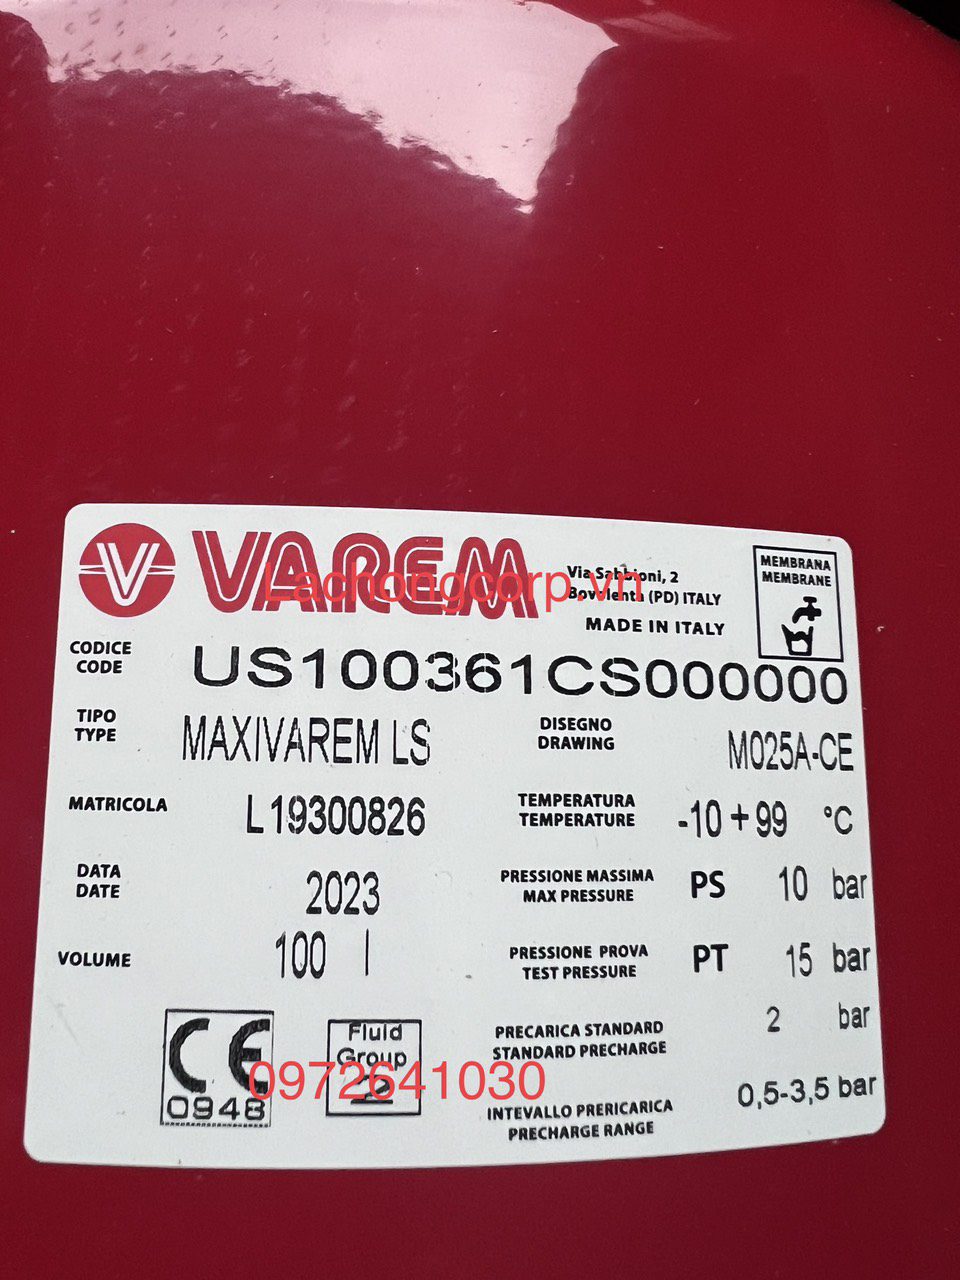 VAREM
Lachongcorp.vn
Via Sabbioni, 2
Bovolenta (PD) ITALY
MADE IN ITALY
MEMBRANA
MEMBRANE
CODICE
CODE
US100361CS000000
TIPO
TYPE
MAXIVAREM LS
DISEGNO
DRAWING
M025A-CE
MATRICOLA
L19300826
TEMPERATURA
TEMPERATURE
-10 +99 °C
DATA
DATE
2023
PRESSIONE MASSIMA
MAX PRESSURE
PS 10 bar
VOLUME
100 l
PRESSIONE PROVA
TEST PRESSURE
PT 15 bar
CE
0948
Fluid
Group
2
0972641030
PRECARICA STANDARD
STANDARD PRECHARGE
2 bar
INTEVALLO PRERICARICA
PRECHARGE RANGE
0,5-3,5 bar